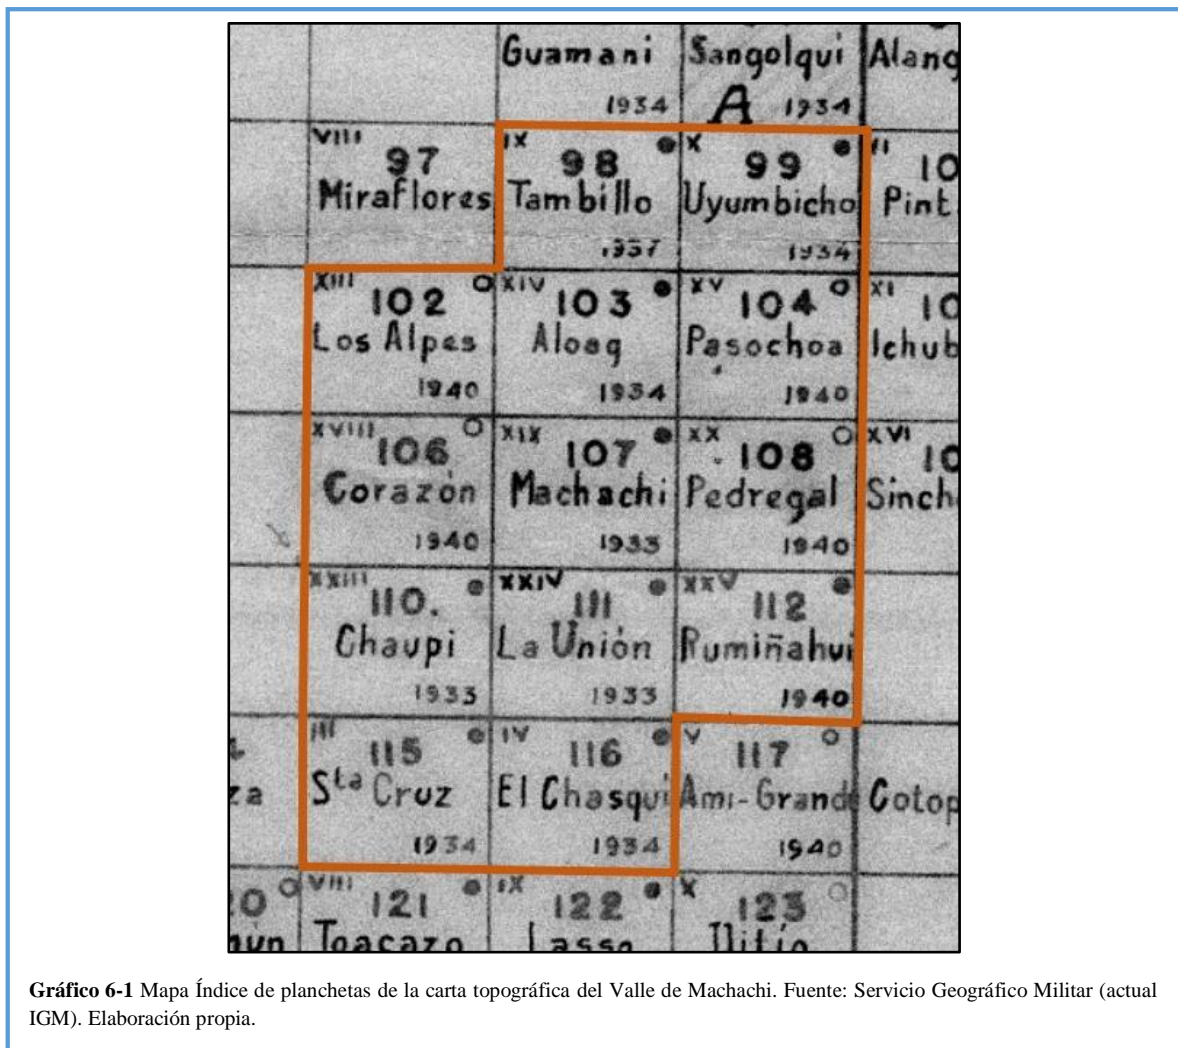 Guamani Sangolqui Alang
1934 A 1934
VIII IX X II
97 98 99 10
Miraflores Tambillo Uyumbicho Pint
1937 1934
XIII XIV XV XI
102 103 104 10
Los Alpes Aloag Pasochoa Ichub
1940 1934 1940
XVIII XIX XX XVI
106 107 108 10
Corazón Machachi Pedregal Sinch
1940 1933 1940
XXIII XXIV XXV
110. 111 112
Chaupi La Unión Rumiñahui
1933 1933 1940
III IV V
115 116 117
za Sta Cruz El Chasqui Ami-Grand Cotop
1934 1934 1940
VIII IX X
20 121 122 123
Toacazo Lasso Ilitío
Gráfico 6-1 Mapa Índice de planchetas de la carta topográfica del Valle de Machachi. Fuente: Servicio Geográfico Militar (actual
IGM). Elaboración propia.